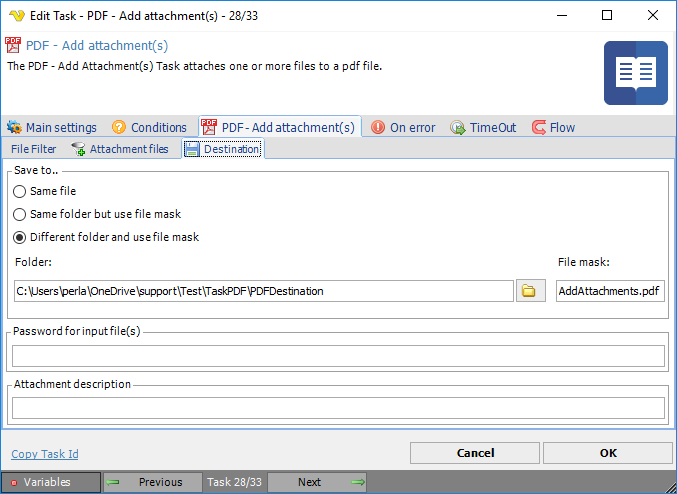 Edit Task - PDF - Add attachment(s) - 28/33
PDF - Add attachment(s)
The PDF - Add Attachment(s) Task attaches one or more files to a pdf file.
Main settings Conditions PDF - Add attachment(s) On error TimeOut Flow
File Filter Attachment files Destination
Save to..
Same file
Same folder but use file mask
Different folder and use file mask
Folder: File mask:
C:\Users\perla\OneDrive\support\Test\TaskPDF\PDFDestination AddAttachments.pdf
Password for input file(s)
Attachment description
Copy Task Id Cancel OK
Variables Previous Task 28/33 Next